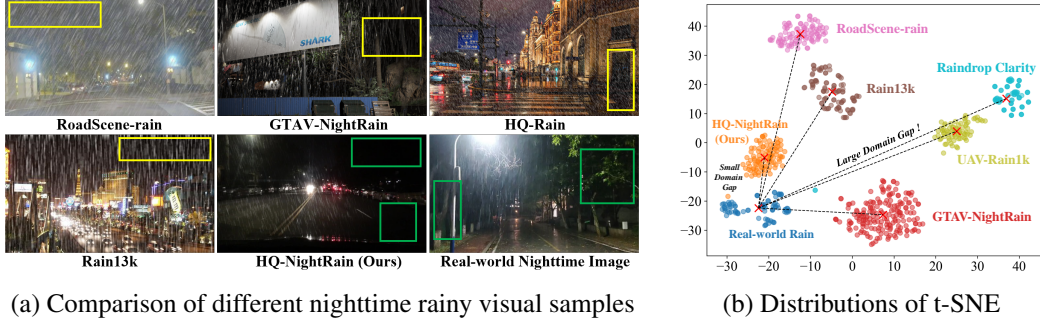 SHARK
RoadScene-rain
GTAV-NightRain
HQ-Rain
Rain13k
HQ-NightRain (Ours)
Real-world Nighttime Image
(a) Comparison of different nighttime rainy visual samples
40
30
20
10
0
−10
−20
−30
−30
−20
−10
0
10
20
30
40
RoadScene-rain
Rain13k
Raindrop Clarity
HQ-NightRain
(Ours)
Large Domain Gap !
UAV-Rain1k
Small
Domain
Gap
GTAV-NightRain
Real-world Rain
(b) Distributions of t-SNE